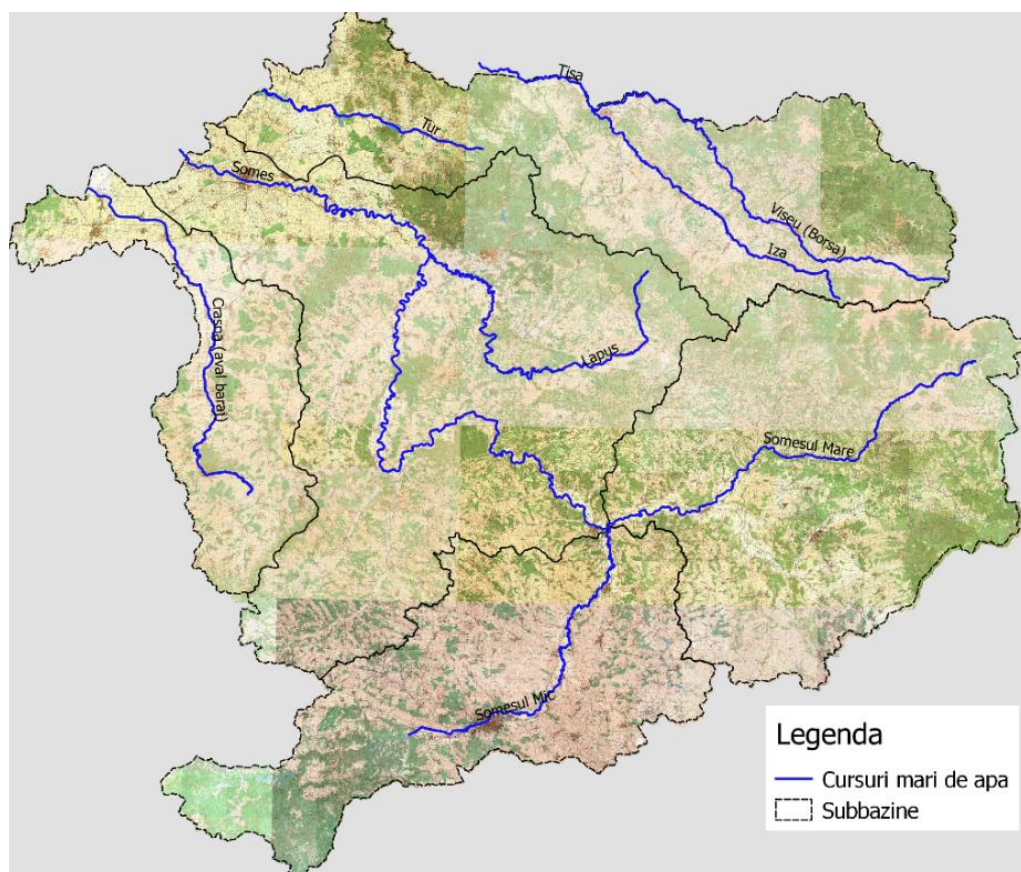 Tisa
Tur
Somes
Viseu (Borsa)
Iza
Crasna (aval baraj)
Lapus
Somesul Mare
Somesul Mic
Legenda
Cursuri mari de apa
Subbazine